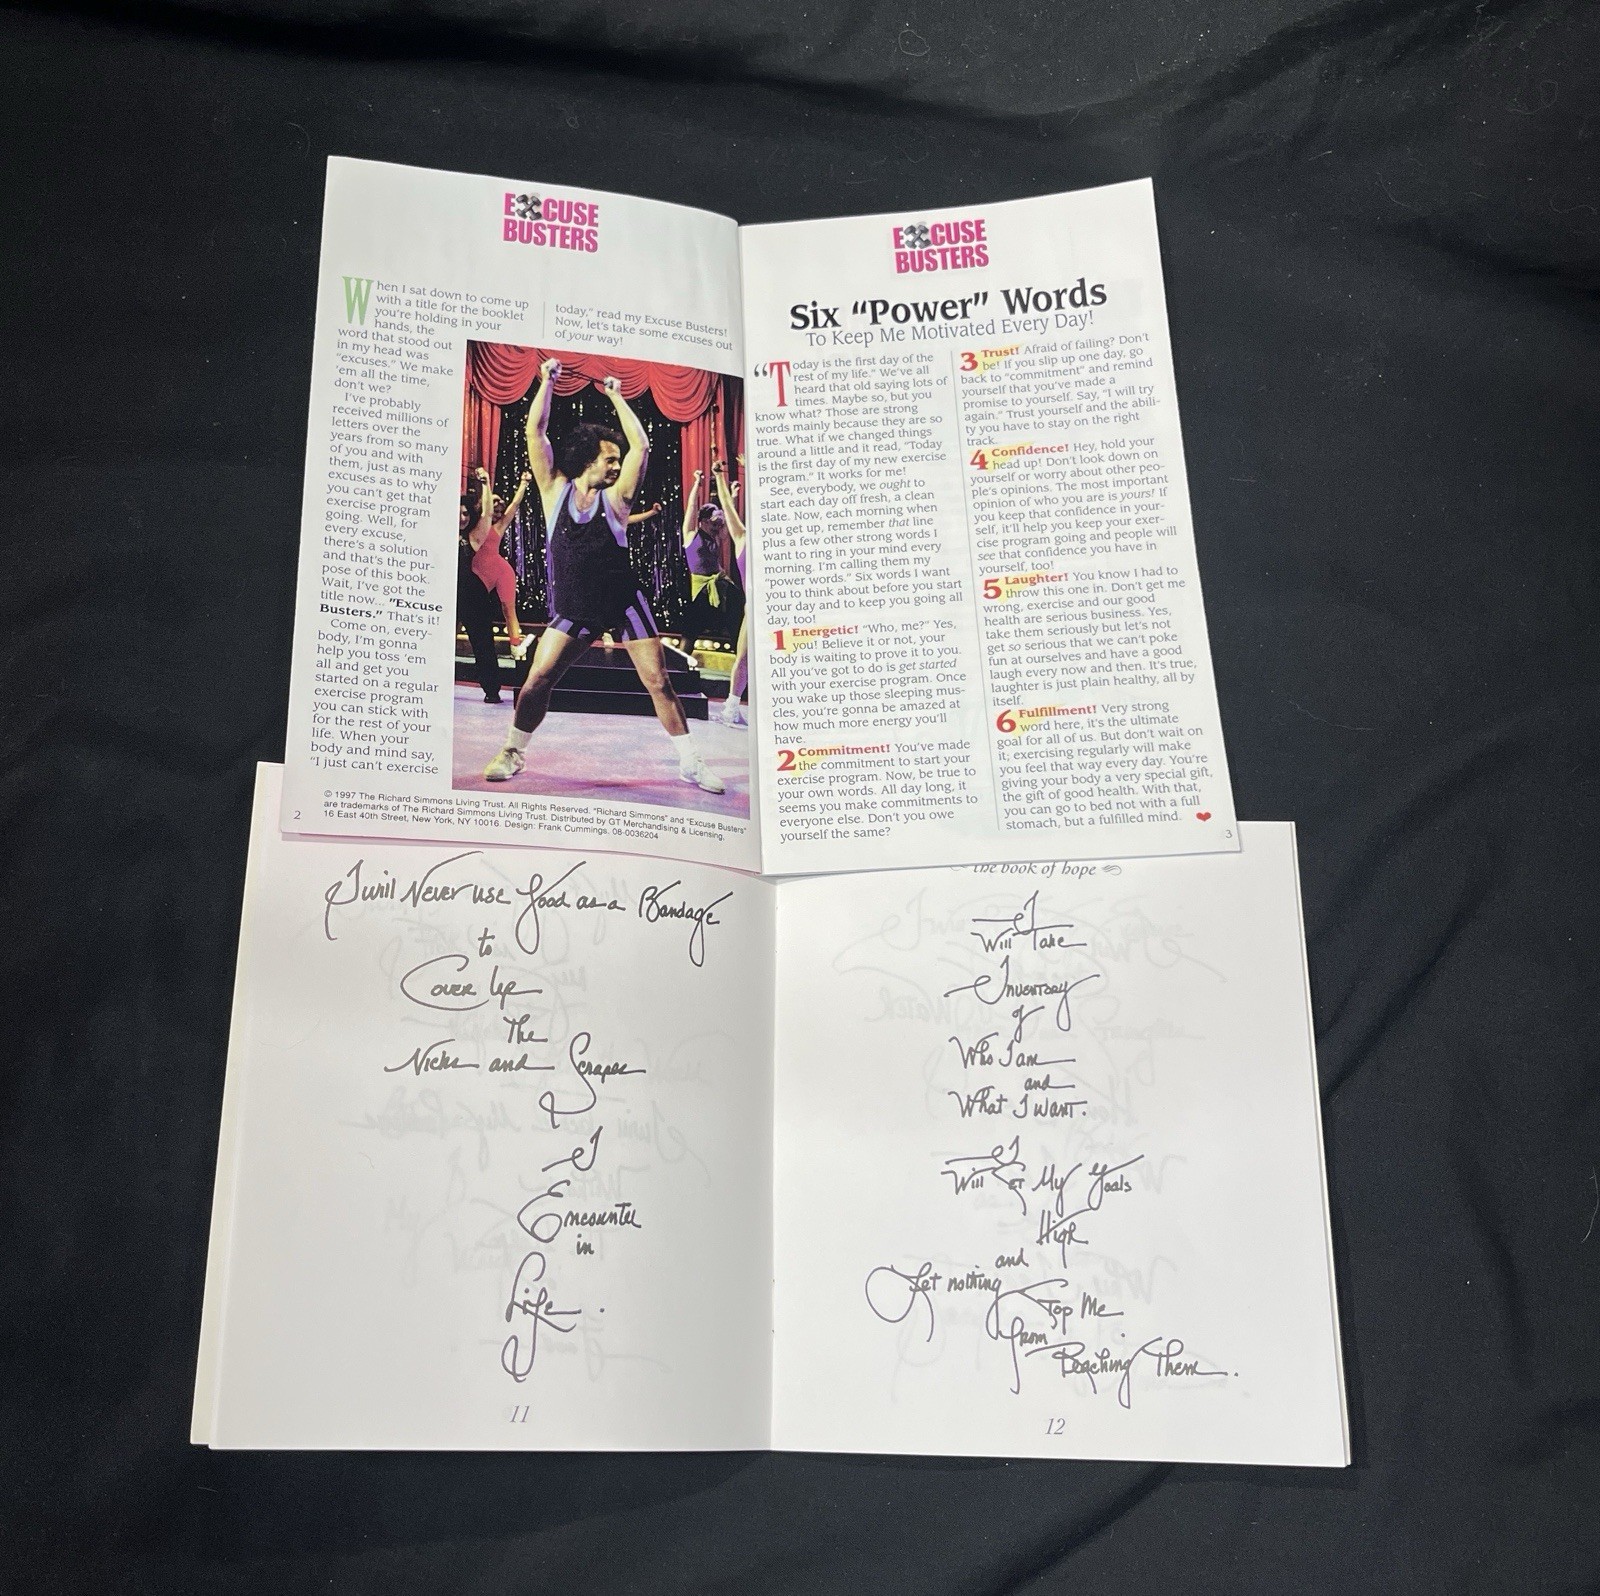 EXCUSE
BUSTERS
When I sat down to come up
with a title for the booklet
you're holding in your
hands, the
word that stood out
in my head was
"excuses." We make
'em all the time,
don't we?
I've probably
received millions of
letters over the
years from so many
of you and with
them, just as many
excuses as to why
you can't get that
exercise program
going. Well, for
every excuse,
there's a solution
and that's the pur-
pose of this book.
Wait, I've got the
title now... "Excuse
Busters." That's it!
Come on, every-
body, I'm gonna
help you toss 'em
all and get you
started on a regular
exercise program
you can stick with
for the rest of your
life. When your
body and mind say,
"I just can't exercise
today," read my Excuse Busters!
Now, let's take some excuses out
of your way!
© 1997 The Richard Simmons Living Trust. All Rights Reserved. "Richard Simmons" and "Excuse Busters"
are trademarks of The Richard Simmons Living Trust. Distributed by GT Merchandising & Licensing,
16 East 40th Street, New York, NY 10016. Design: Frank Cummings. 08-0036204
2
EXCUSE
BUSTERS
Six "Power" Words
To Keep Me Motivated Every Day!
"Today is the first day of the
rest of my life." We've all
heard that old saying lots of
times. Maybe so, but you
know what? Those are strong
words mainly because they are so
true. What if we changed things
around a little and it read, "Today
is the first day of my new exercise
program." It works for me!
See, everybody, we ought to
start each day off fresh, a clean
slate. Now, each morning when
you get up, remember that line
plus a few other strong words I
want to ring in your mind every
morning. I'm calling them my
"power words." Six words I want
you to think about before you start
your day and to keep you going all
day, too!
1 Energetic! "Who, me?" Yes,
you! Believe it or not, your
body is waiting to prove it to you.
All you've got to do is get started
with your exercise program. Once
you wake up those sleeping mus-
cles, you're gonna be amazed at
how much more energy you'll
have.
2 Commitment! You've made
the commitment to start your
exercise program. Now, be true to
your own words. All day long, it
seems you make commitments to
everyone else. Don't you owe
yourself the same?
3 Trust! Afraid of failing? Don't
be! If you slip up one day, go
back to "commitment" and remind
yourself that you've made a
promise to yourself. Say, "I will try
again." Trust yourself and the abili-
ty you have to stay on the right
track.
4 Confidence! Hey, hold your
head up! Don't look down on
yourself or worry about other peo-
ple's opinions. The most important
opinion of who you are is yours! If
you keep that confidence in your-
self, it'll help you keep your exer-
cise program going and people will
see that confidence you have in
yourself, too!
5 Laughter! You know I had to
throw this one in. Don't get me
wrong, exercise and our good
health are serious business. Yes,
take them seriously but let's not
get so serious that we can't poke
fun at ourselves and have a good
laugh every now and then. It's true,
laughter is just plain healthy, all by
itself.
6 Fulfillment! Very strong
word here, it's the ultimate
goal for all of us. But don't wait on
it; exercising regularly will make
you feel that way every day. You're
giving your body a very special gift,
the gift of good health. With that,
you can go to bed not with a full
stomach, but a fulfilled mind.
3
I will Never use Food as a Bandage
to
Cover Up
The
Nicks and Scrapes
I
Encounter
in
Life.
11
the book of hope
I
Will Take
Inventory
of
Who I am
and
What I want.
I
Will Set My Goals
High
and
Let nothing
Stop Me
from
Reaching Them.
12